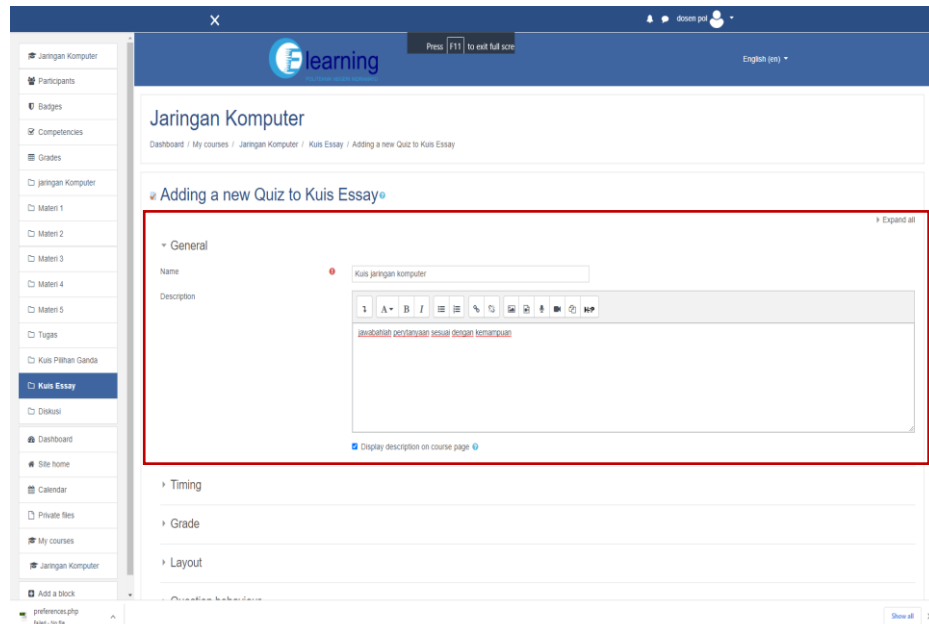 dosen pol
Elearning
Press F11 to exit full scre
English (en)
Jaringan Komputer
Participants
Badges
Competencies
Grades
jaringan Komputer
Materi 1
Materi 2
Materi 3
Materi 4
Materi 5
Tugas
Kuis Pilihan Ganda
Kuis Essay
Diskusi
Dashboard
Site home
Calendar
Private files
My courses
Jaringan Komputer
Add a block
Jaringan Komputer
Dashboard / My courses / Jaringan Komputer / Kuis Essay / Adding a new Quiz to Kuis Essay
Adding a new Quiz to Kuis Essay
Expand all
General
Name
Kuis jaringan komputer
Description
A B I H-P
jawabahlah perytanyaan sesuai dengan kemampuan
Display description on course page
Timing
Grade
Layout
Question behaviour
preferences.php
Show all